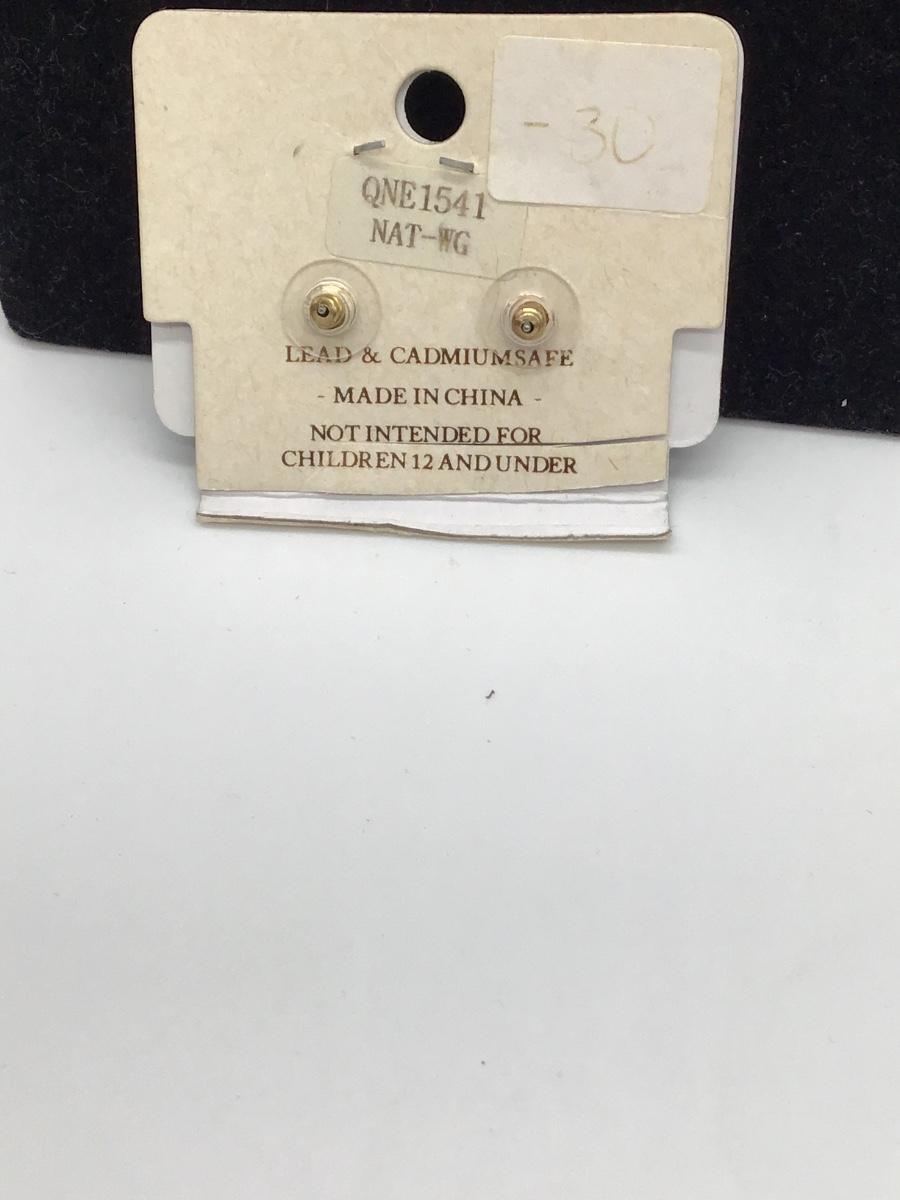 - 30
QNE1541
NAT-WG
LEAD & CADMIUMSAFE
- MADE IN CHINA -
NOT INTENDED FOR
CHILDREN 12 AND UNDER